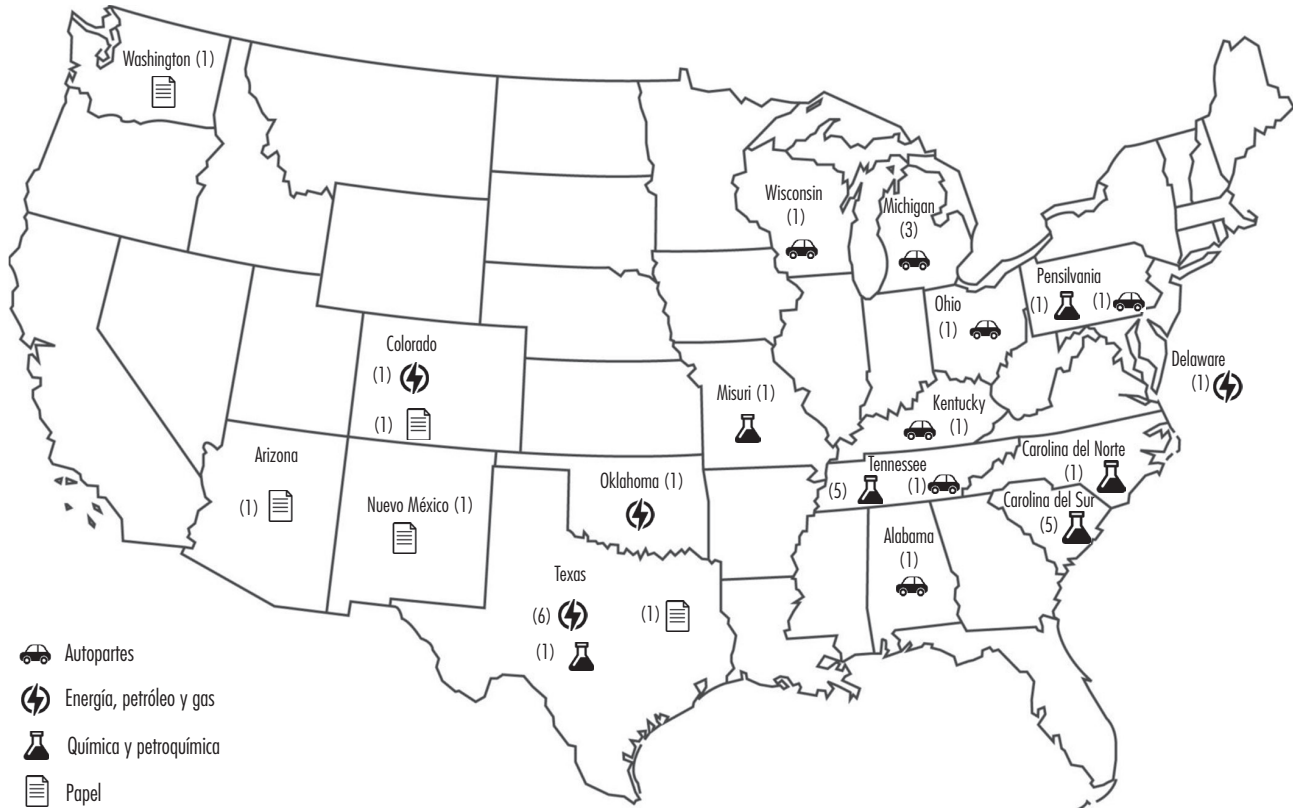 Washington (1)
Wisconsin
(1)
Michigan
(3)
Pensilvania
(1)
(1)
Ohio
(1)
Colorado
(1)
(1)
Delaware
(1)
Misuri (1)
Kentucky
(1)
Arizona
(1)
Carolina del Norte
(1)
Tennessee
(5)
(1)
Oklahoma (1)
Nuevo México (1)
Carolina del Sur
(5)
Alabama
(1)
Texas
(6)
(1)
(1)
Autopartes
Energía, petróleo y gas
Química y petroquímica
Papel